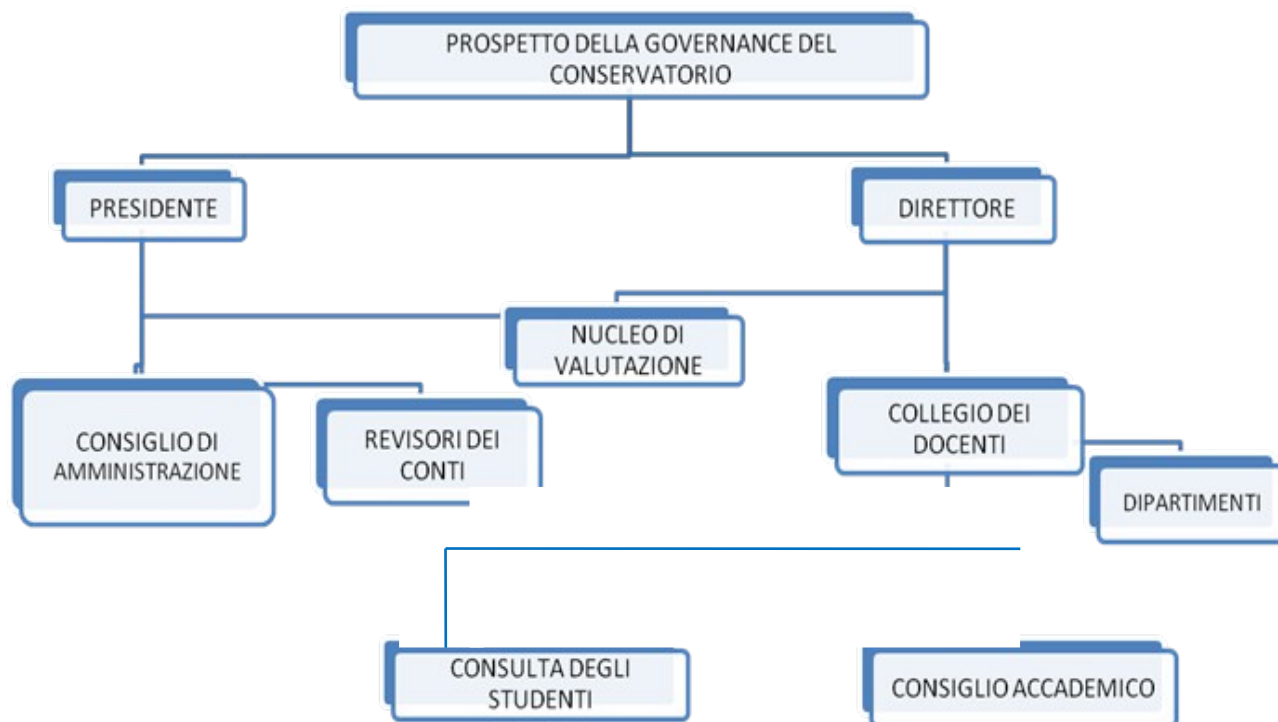 PROSPETTO DELLA GOVERNANCE DEL
CONSERVATORIO
PRESIDENTE
DIRETTORE
NUCLEO DI
VALUTAZIONE
CONSIGLIO DI
AMMINISTRAZIONE
REVISORI DEI
CONTI
COLLEGIO DEI
DOCENTI
DIPARTIMENTI
CONSULTA DEGLI
STUDENTI
CONSIGLIO ACCADEMICO